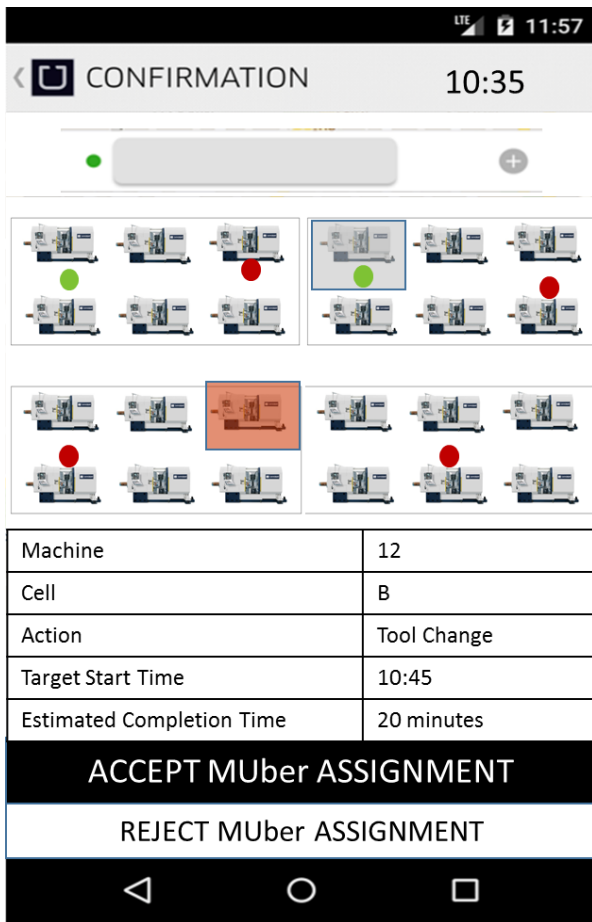 LTE 11:57
CONFIRMATION 10:35
Machine 12
Cell B
Action Tool Change
Target Start Time 10:45
Estimated Completion Time 20 minutes
ACCEPT MUber ASSIGNMENT
REJECT MUber ASSIGNMENT